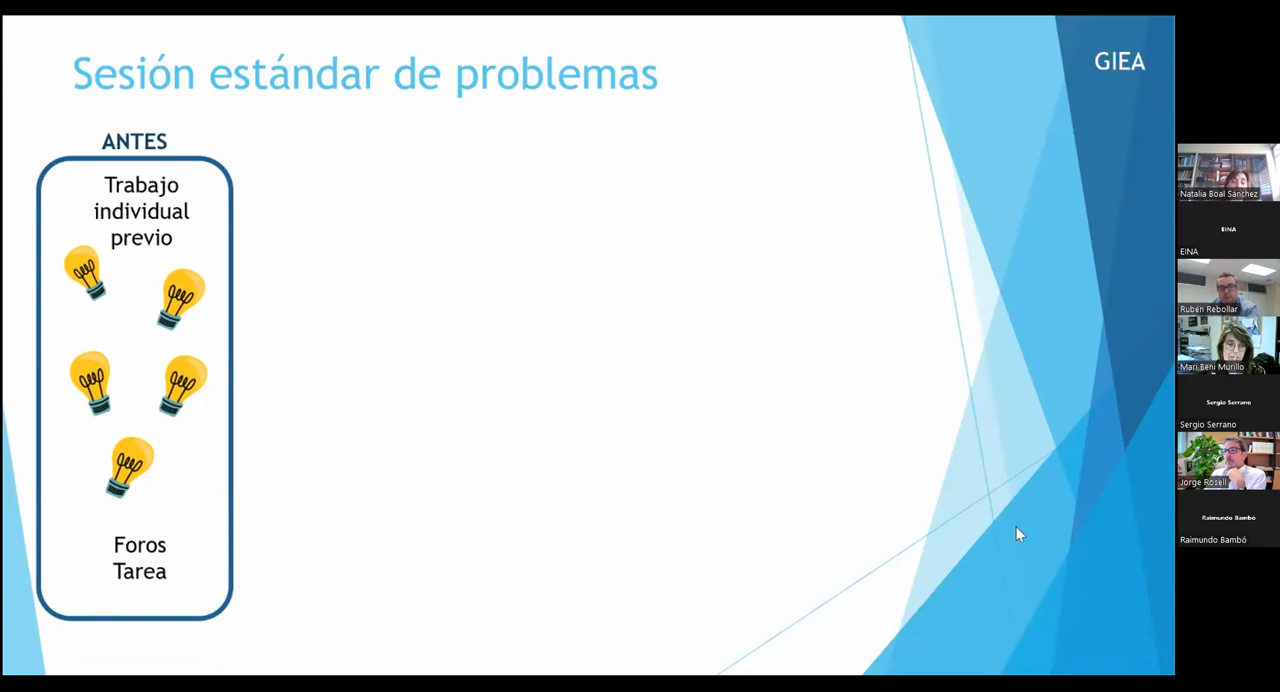 Sesión estándar de problemas
GIEA
ANTES
Trabajo
individual
previo
Foros
Tarea
Natalia Boal Sánchez
EINA
EINA
Rubén Rebollar
Mari Beni Murillo
Sergio Serrano
Sergio Serrano
Jorge Rosell
Raimundo Bambó
Raimundo Bambó